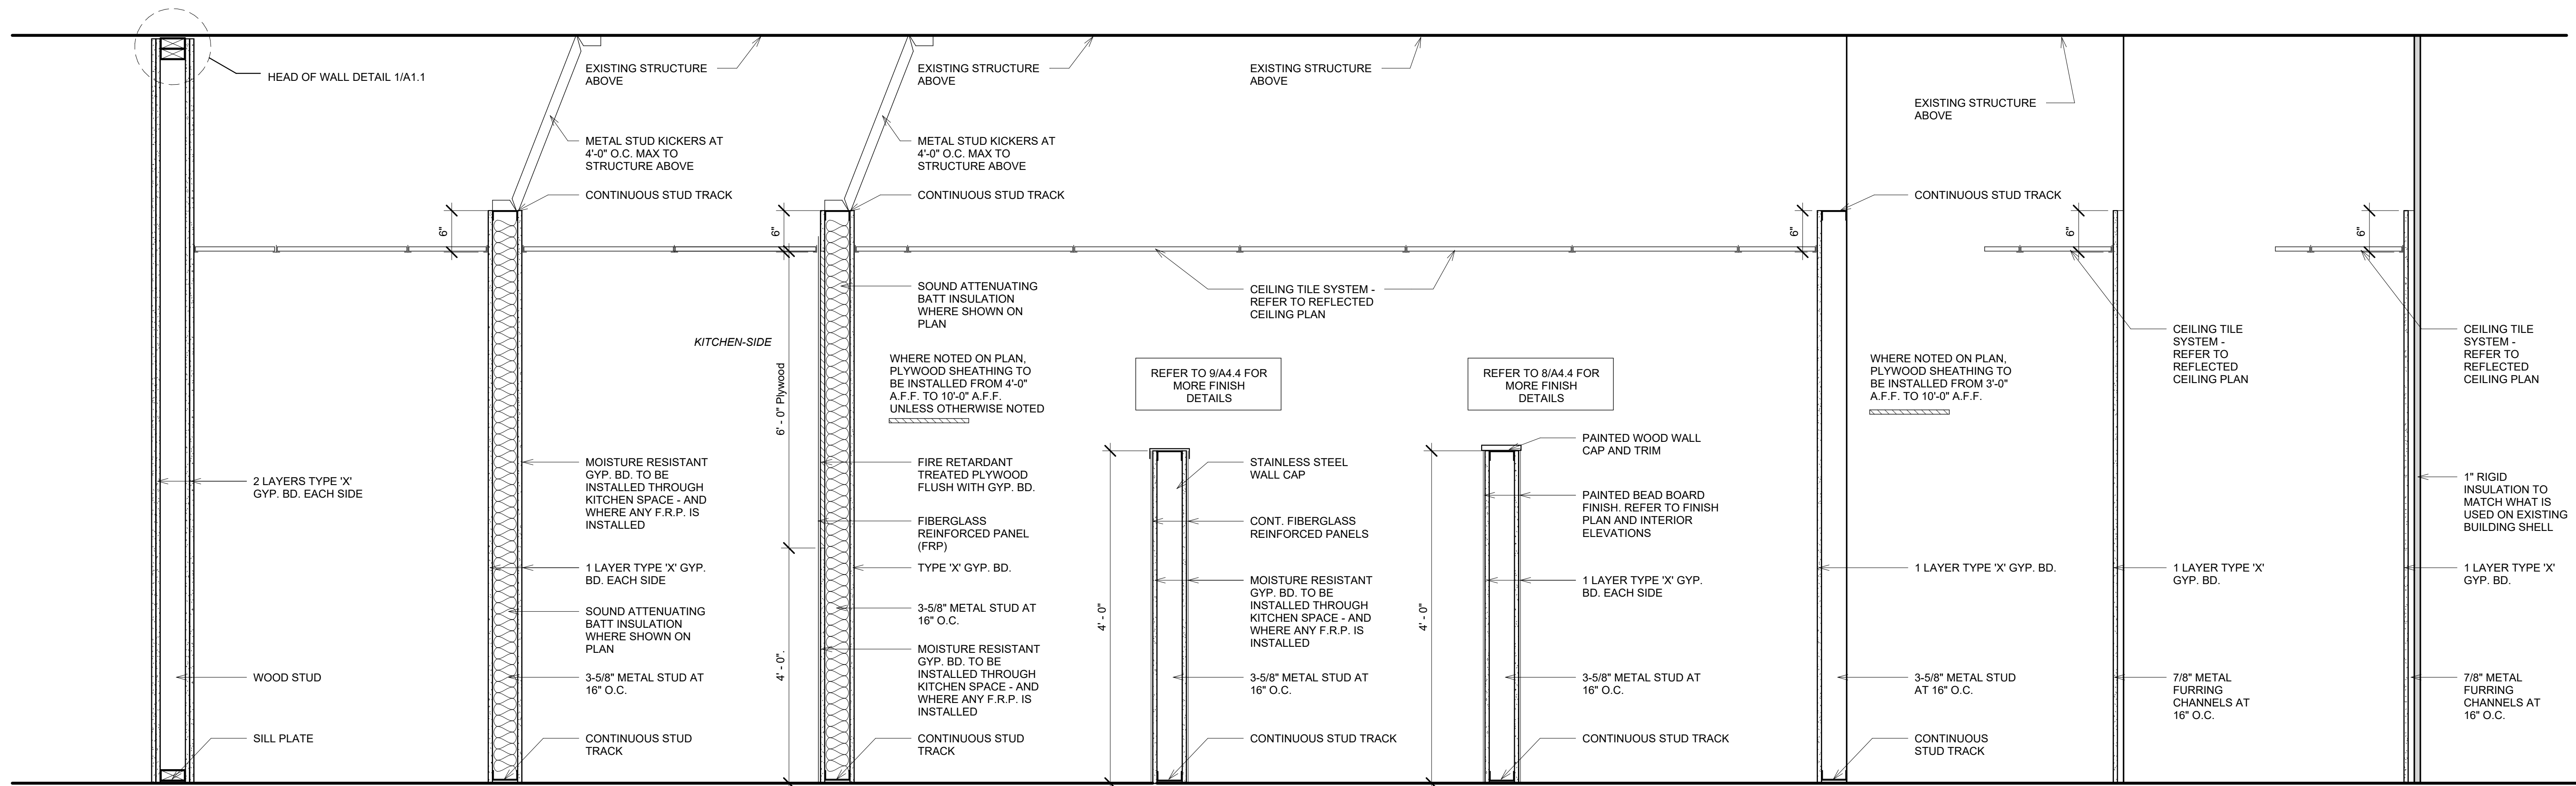 HEAD OF WALL DETAIL 1/A1.1
2 LAYERS TYPE 'X'
GYP. BD. EACH SIDE
WOOD STUD
SILL PLATE
6"
EXISTING STRUCTURE
ABOVE
METAL STUD KICKERS AT
4'-0" O.C. MAX TO
STRUCTURE ABOVE
CONTINUOUS STUD TRACK
MOISTURE RESISTANT
GYP. BD. TO BE
INSTALLED THROUGH
KITCHEN SPACE - AND
WHERE ANY F.R.P. IS
INSTALLED
1 LAYER TYPE 'X' GYP.
BD. EACH SIDE
SOUND ATTENUATING
BATT INSULATION
WHERE SHOWN ON
PLAN
3-5/8" METAL STUD AT
16" O.C.
CONTINUOUS STUD
TRACK
6"
KITCHEN-SIDE
6' - 0" Plywood
4' - 0".
EXISTING STRUCTURE
ABOVE
METAL STUD KICKERS AT
4'-0" O.C. MAX TO
STRUCTURE ABOVE
CONTINUOUS STUD TRACK
SOUND ATTENUATING
BATT INSULATION
WHERE SHOWN ON
PLAN
WHERE NOTED ON PLAN,
PLYWOOD SHEATHING TO
BE INSTALLED FROM 4'-0"
A.F.F. TO 10'-0" A.F.F.
UNLESS OTHERWISE NOTED
FIRE RETARDANT
TREATED PLYWOOD
FLUSH WITH GYP. BD.
FIBERGLASS
REINFORCED PANEL
(FRP)
TYPE 'X' GYP. BD.
3-5/8" METAL STUD AT
16" O.C.
MOISTURE RESISTANT
GYP. BD. TO BE
INSTALLED THROUGH
KITCHEN SPACE - AND
WHERE ANY F.R.P. IS
INSTALLED
CONTINUOUS STUD
TRACK
EXISTING STRUCTURE
ABOVE
CEILING TILE SYSTEM -
REFER TO REFLECTED
CEILING PLAN
REFER TO 9/A4.4 FOR
MORE FINISH
DETAILS
4' - 0"
STAINLESS STEEL
WALL CAP
CONT. FIBERGLASS
REINFORCED PANELS
MOISTURE RESISTANT
GYP. BD. TO BE
INSTALLED THROUGH
KITCHEN SPACE - AND
WHERE ANY F.R.P. IS
INSTALLED
3-5/8" METAL STUD AT
16" O.C.
CONTINUOUS STUD TRACK
REFER TO 8/A4.4 FOR
MORE FINISH
DETAILS
4' - 0"
PAINTED WOOD WALL
CAP AND TRIM
PAINTED BEAD BOARD
FINISH. REFER TO FINISH
PLAN AND INTERIOR
ELEVATIONS
1 LAYER TYPE 'X' GYP.
BD. EACH SIDE
3-5/8" METAL STUD AT
16" O.C.
CONTINUOUS STUD TRACK
6"
EXISTING STRUCTURE
ABOVE
CONTINUOUS STUD TRACK
WHERE NOTED ON PLAN,
PLYWOOD SHEATHING TO
BE INSTALLED FROM 3'-0"
A.F.F. TO 10'-0" A.F.F.
1 LAYER TYPE 'X' GYP. BD.
3-5/8" METAL STUD
AT 16" O.C.
CONTINUOUS
STUD TRACK
6"
CEILING TILE
SYSTEM -
REFER TO
REFLECTED
CEILING PLAN
1 LAYER TYPE 'X'
GYP. BD.
7/8" METAL
FURRING
CHANNELS AT
16" O.C.
6"
CEILING TILE
SYSTEM -
REFER TO
REFLECTED
CEILING PLAN
1" RIGID
INSULATION TO
MATCH WHAT IS
USED ON EXISTING
BUILDING SHELL
1 LAYER TYPE 'X'
GYP. BD.
7/8" METAL
FURRING
CHANNELS AT
16" O.C.